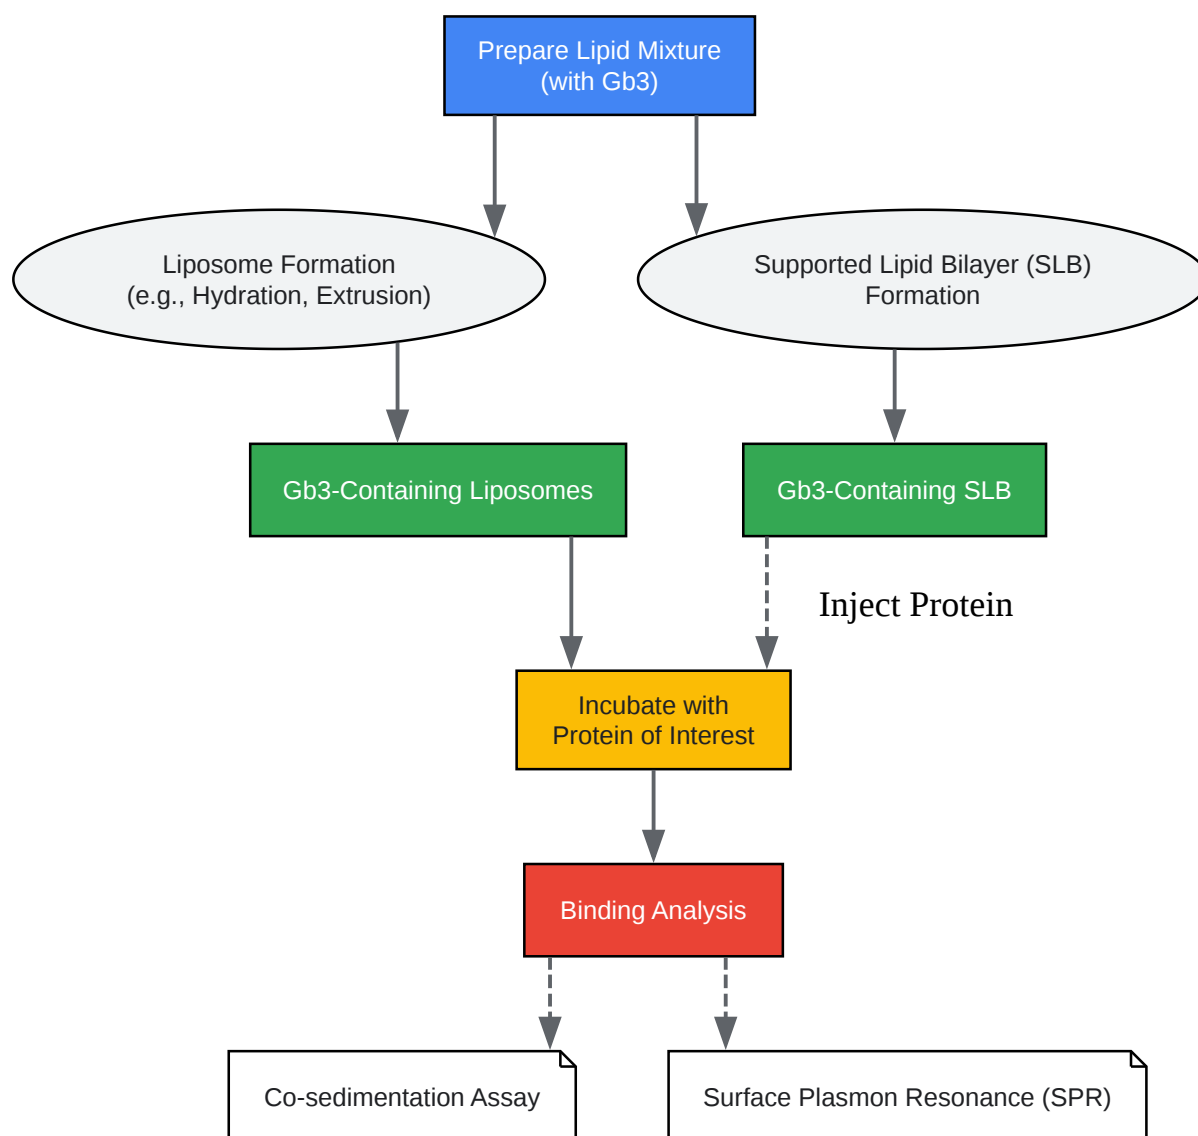 Prepare Lipid Mixture
(with Gb3)
Liposome Formation
(e.g., Hydration, Extrusion)
Supported Lipid Bilayer (SLB)
Formation
Gb3-Containing Liposomes
Gb3-Containing SLB
Inject Protein
Incubate with
Protein of Interest
Binding Analysis
Co-sedimentation Assay
Surface Plasmon Resonance (SPR)